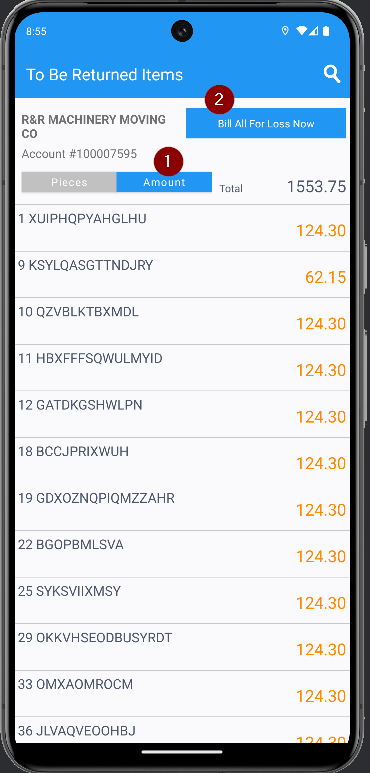 8:55
To Be Returned Items
2
R&R MACHINERY MOVING
CO
Bill All For Loss Now
Account #100007595
1
Pieces
Amount
Total
1553.75
1 XUIPHQPYAHGLHU
124.30
9 KSYLQASGTTNDJRY
62.15
10 QZVBLKTBXMDL
124.30
11 HBXFFFSQWULMYID
124.30
12 GATDKGSHWLPN
124.30
18 BCCJPRIXWUH
124.30
19 GDXOZNQPIQMZZAHR
124.30
22 BGOPBMLSVA
124.30
25 SYKSVIIXMSY
124.30
29 OKKVHSEODBUSYRDT
124.30
33 OMXAOMROCM
124.30
36 JLVAQVEOOHBJ
124.30